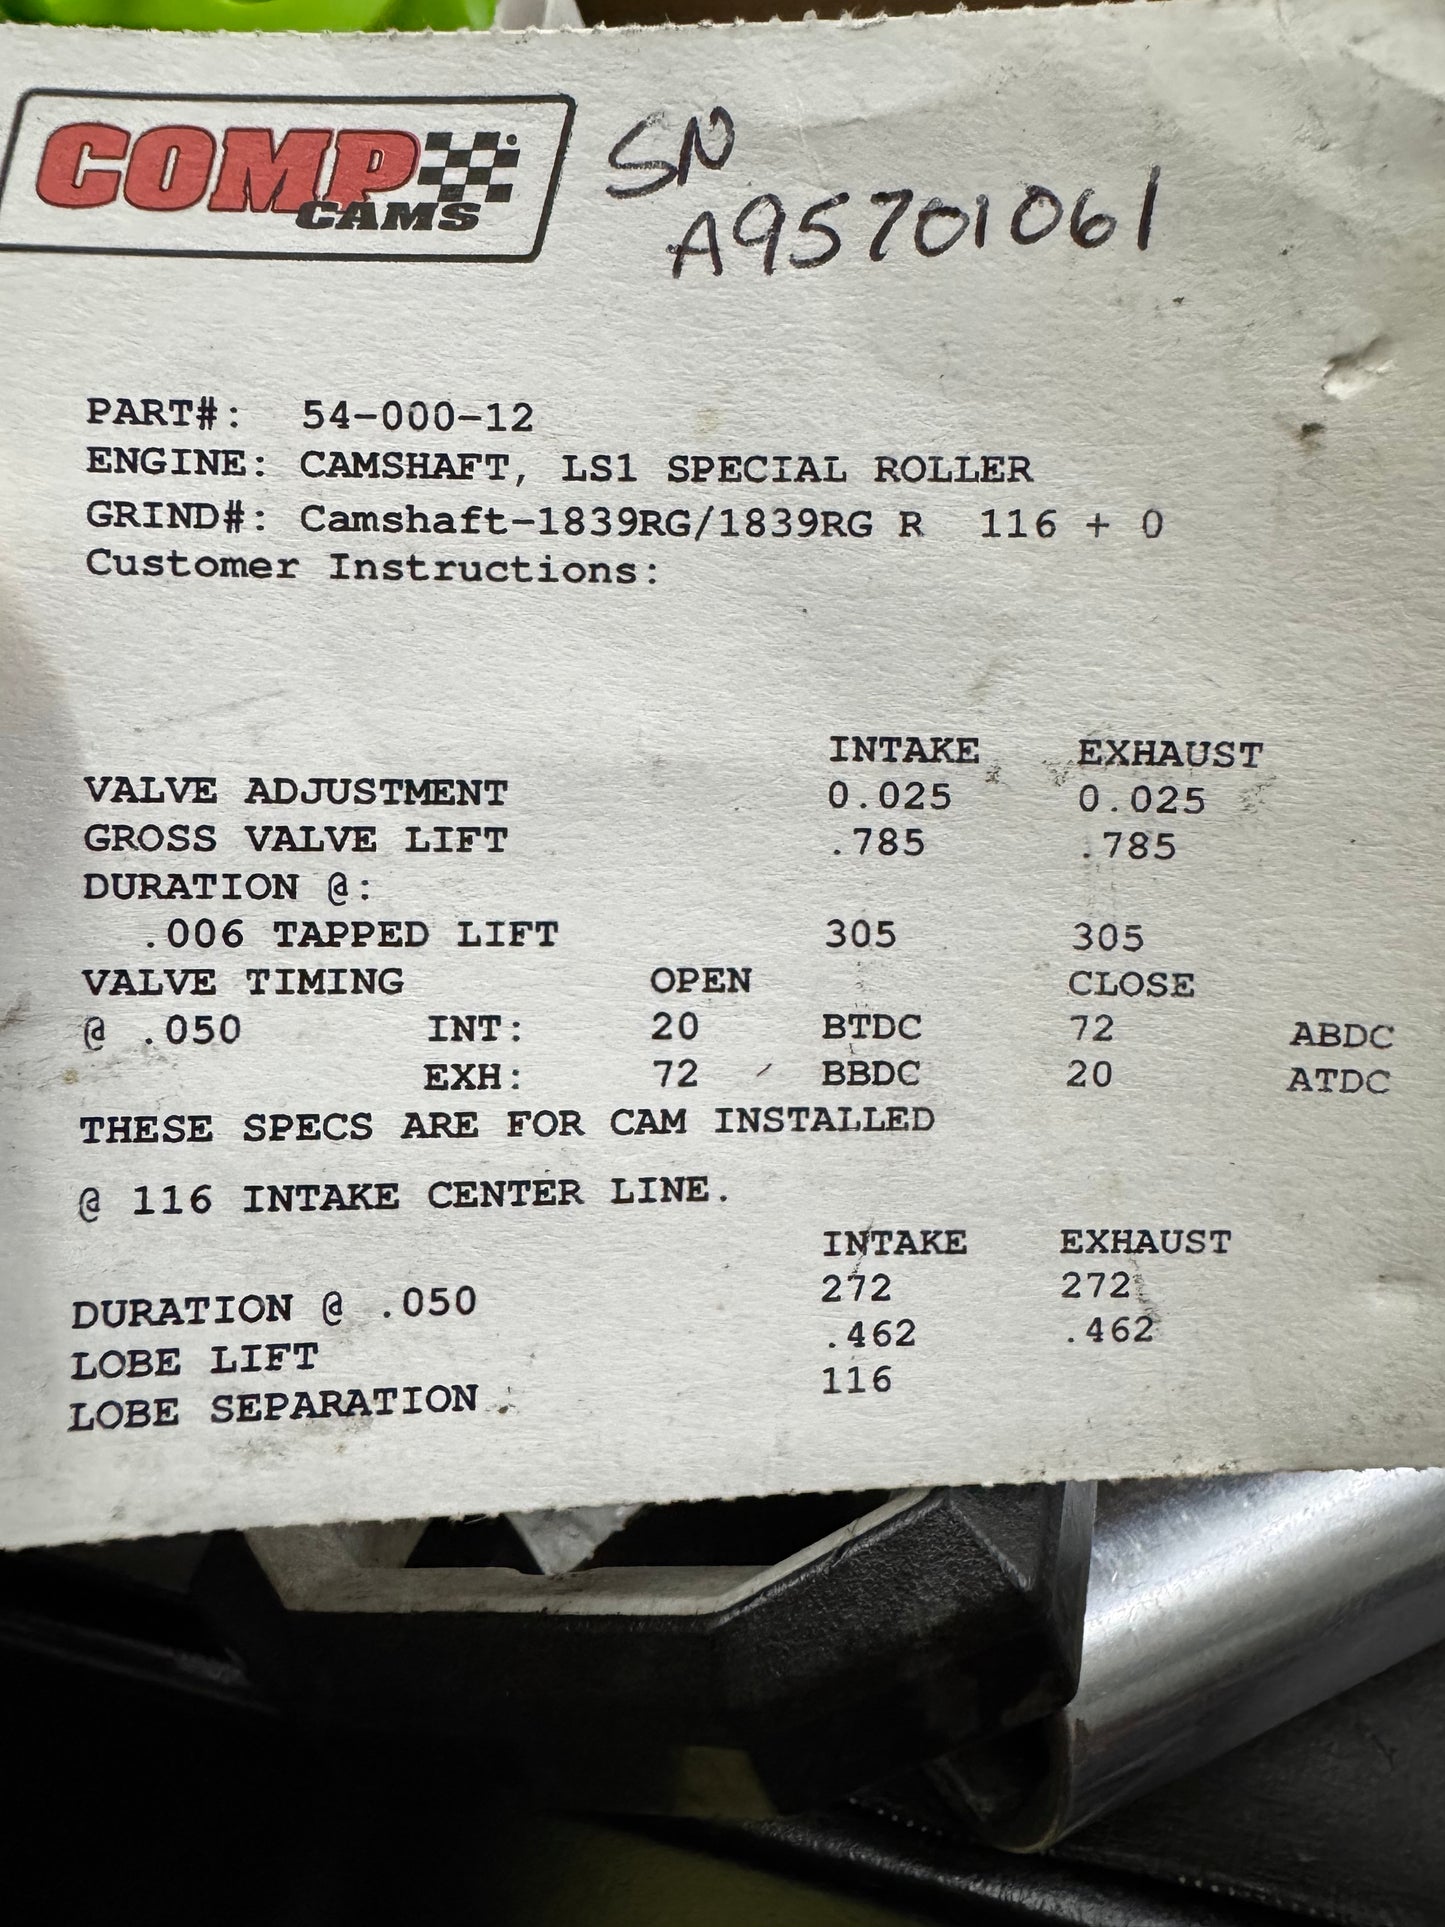 COMP
CAMS
SN
A95701061
PART#: 54-000-12
ENGINE: CAMSHAFT, LS1 SPECIAL ROLLER
GRIND#: Camshaft-1839RG/1839RG R 116 + 0
Customer Instructions:
INTAKE EXHAUST
VALVE ADJUSTMENT 0.025 0.025
GROSS VALVE LIFT .785 .785
DURATION @:
.006 TAPPED LIFT 305 305
VALVE TIMING OPEN CLOSE
@ .050 INT: 20 BTDC 72 ABDC
EXH: 72 BBDC 20 ATDC
THESE SPECS ARE FOR CAM INSTALLED
@ 116 INTAKE CENTER LINE.
INTAKE EXHAUST
DURATION @ .050 272 272
LOBE LIFT .462 .462
LOBE SEPARATION 116